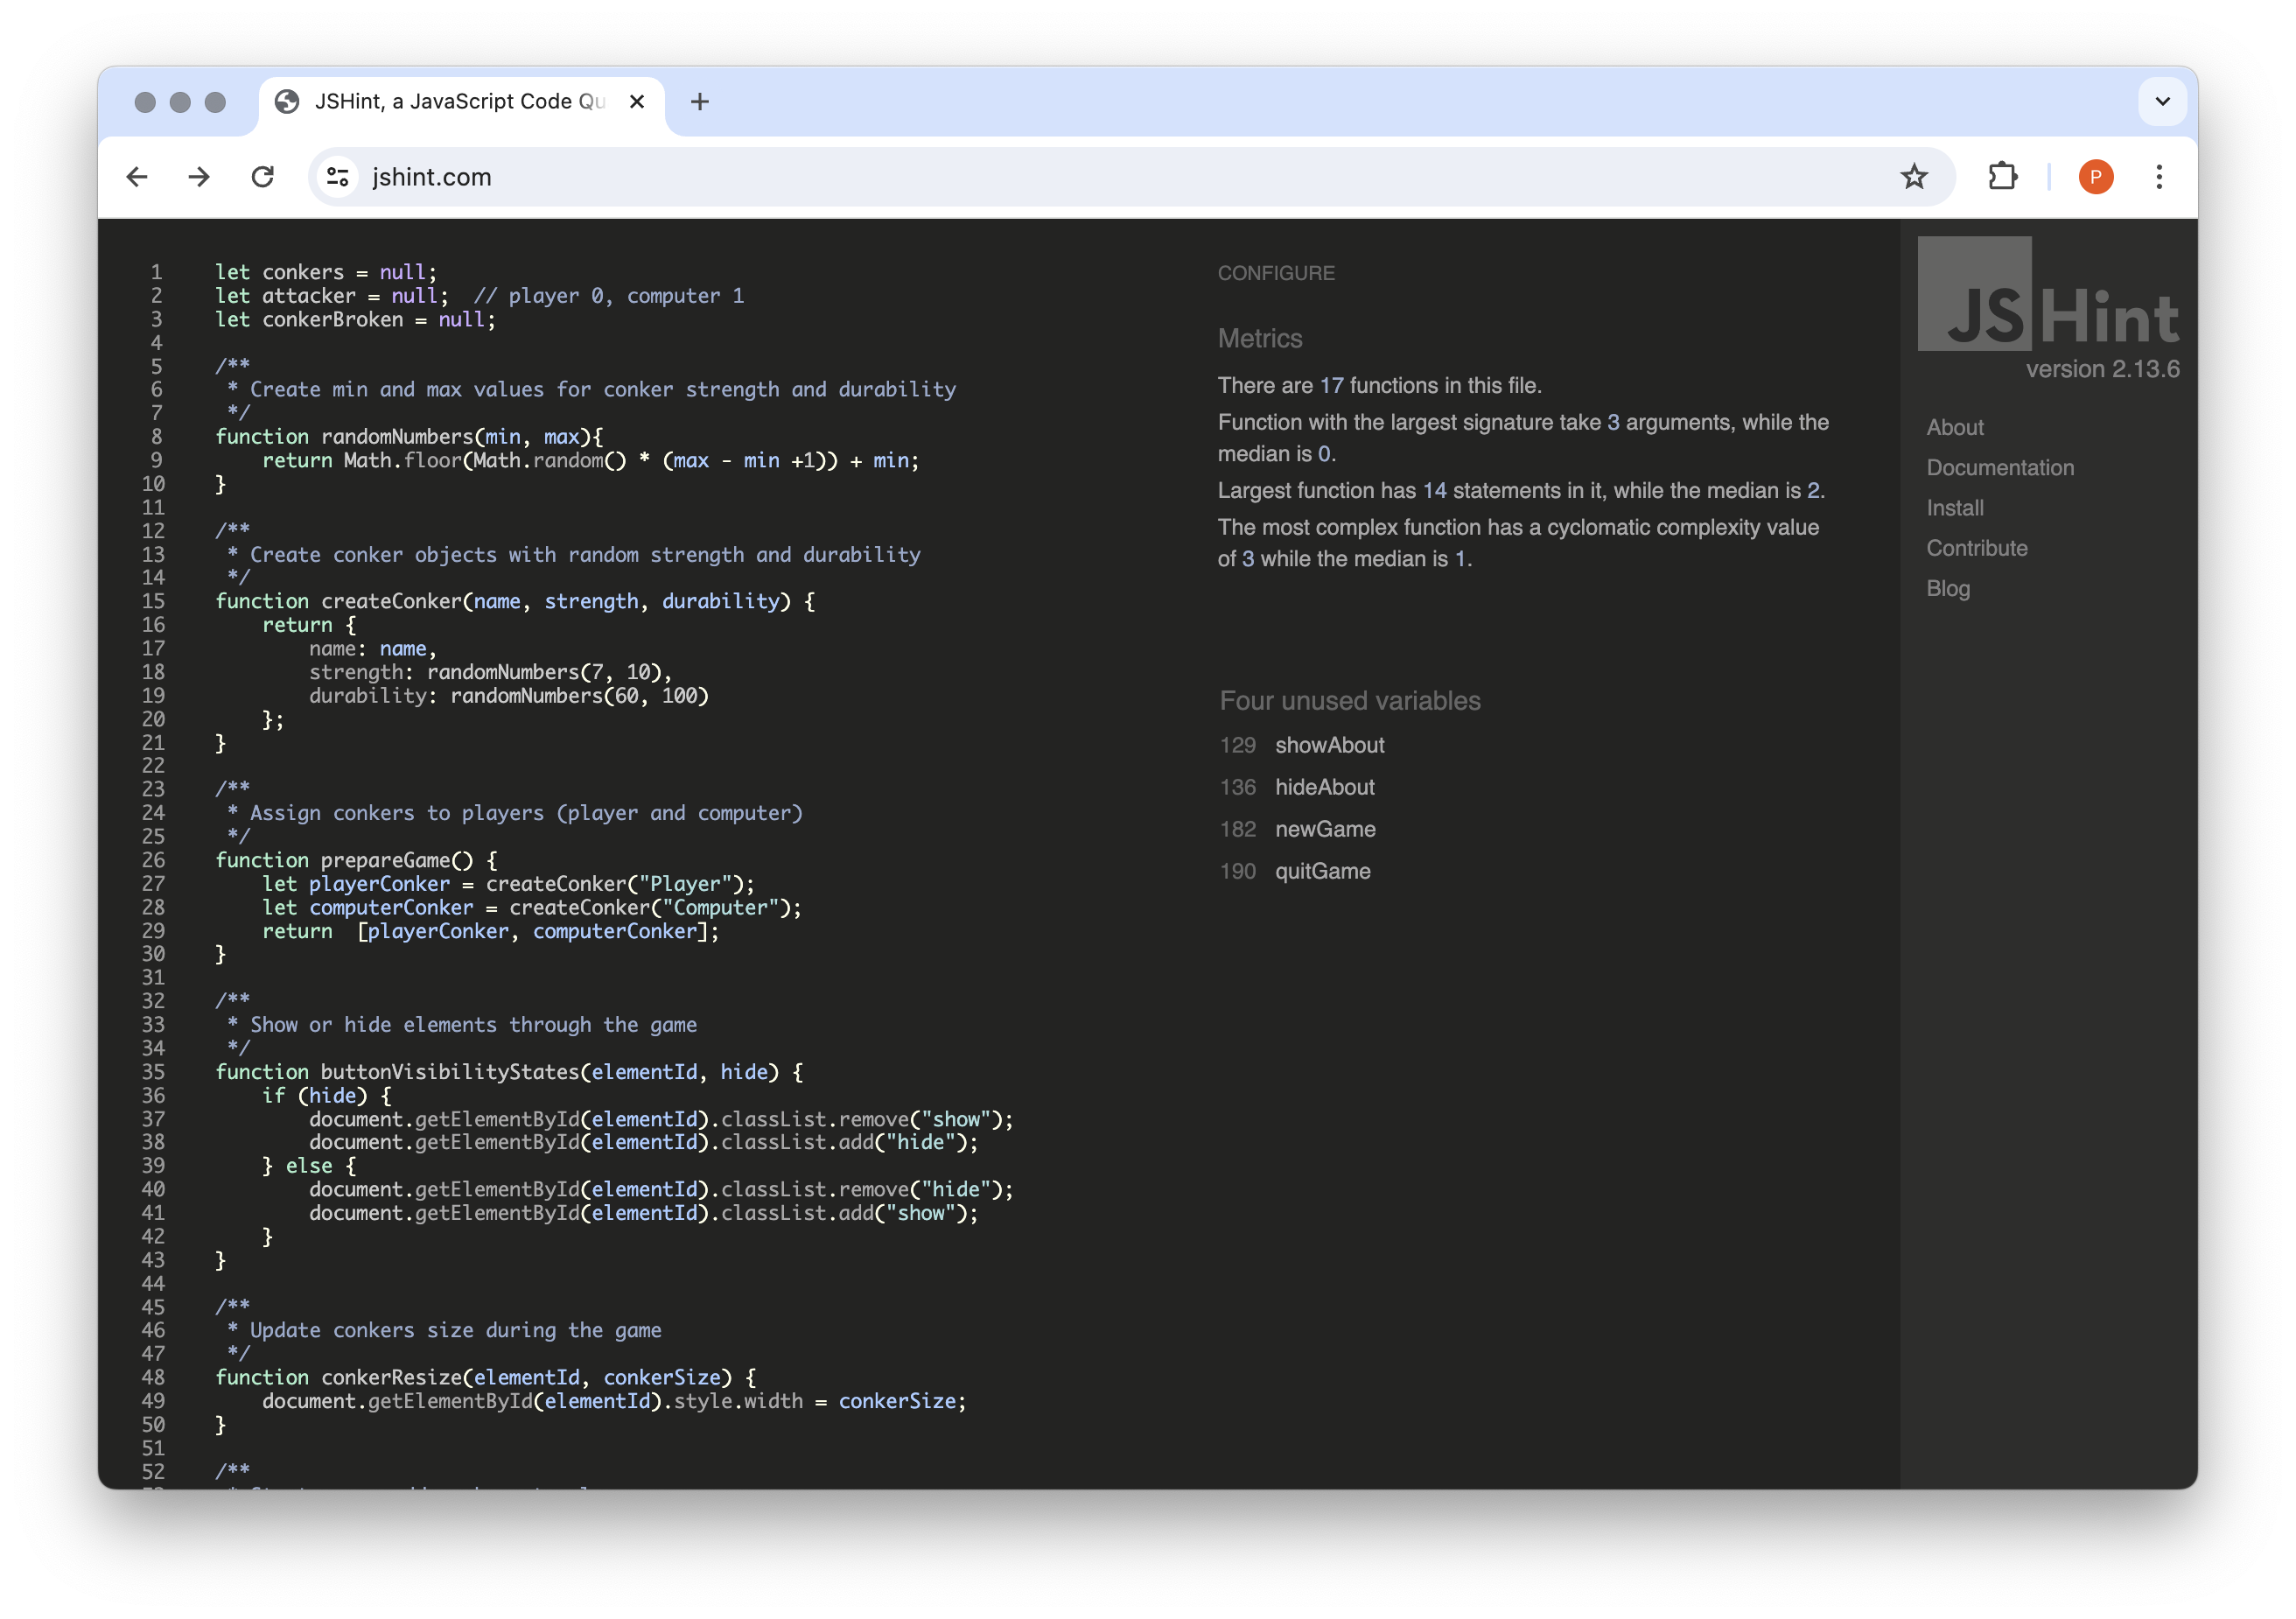 JSHint, a JavaScript Code Qu
jshint.com
P
1 let conkers = null;
2 let attacker = null;  // player 0, computer 1
3 let conkerBroken = null;
4
5 /**
6  * Create min and max values for conker strength and durability
7  */
8 function randomNumbers(min, max){
9     return Math.floor(Math.random() * (max - min +1)) + min;
10 }
11
12 /**
13  * Create conker objects with random strength and durability
14  */
15 function createConker(name, strength, durability) {
16     return {
17         name: name,
18         strength: randomNumbers(7, 10),
19         durability: randomNumbers(60, 100)
20     };
21 }
22
23 /**
24  * Assign conkers to players (player and computer)
25  */
26 function prepareGame() {
27     let playerConker = createConker("Player");
28     let computerConker = createConker("Computer");
29     return  [playerConker, computerConker];
30 }
31
32 /**
33  * Show or hide elements through the game
34  */
35 function buttonVisibilityStates(elementId, hide) {
36     if (hide) {
37         document.getElementById(elementId).classList.remove("show");
38         document.getElementById(elementId).classList.add("hide");
39     } else {
40         document.getElementById(elementId).classList.remove("hide");
41         document.getElementById(elementId).classList.add("show");
42     }
43 }
44
45 /**
46  * Update conkers size during the game
47  */
48 function conkerResize(elementId, conkerSize) {
49     document.getElementById(elementId).style.width = conkerSize;
50 }
51
52 /**
CONFIGURE
Metrics
There are 17 functions in this file.
Function with the largest signature take 3 arguments, while the
median is 0.
Largest function has 14 statements in it, while the median is 2.
The most complex function has a cyclomatic complexity value
of 3 while the median is 1.
Four unused variables
129 showAbout
136 hideAbout
182 newGame
190 quitGame
JSHint
version 2.13.6
About
Documentation
Install
Contribute
Blog